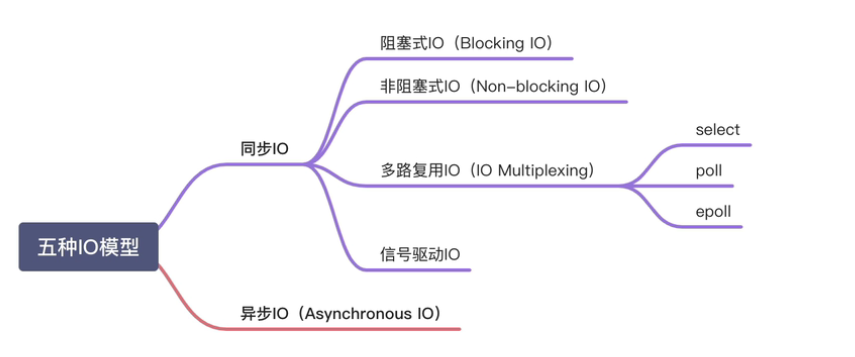 五种IO模型
同步IO
阻塞式IO（Blocking IO）
非阻塞式IO（Non-blocking IO）
多路复用IO（IO Multiplexing）
select
poll
epoll
信号驱动IO
异步IO（Asynchronous IO）